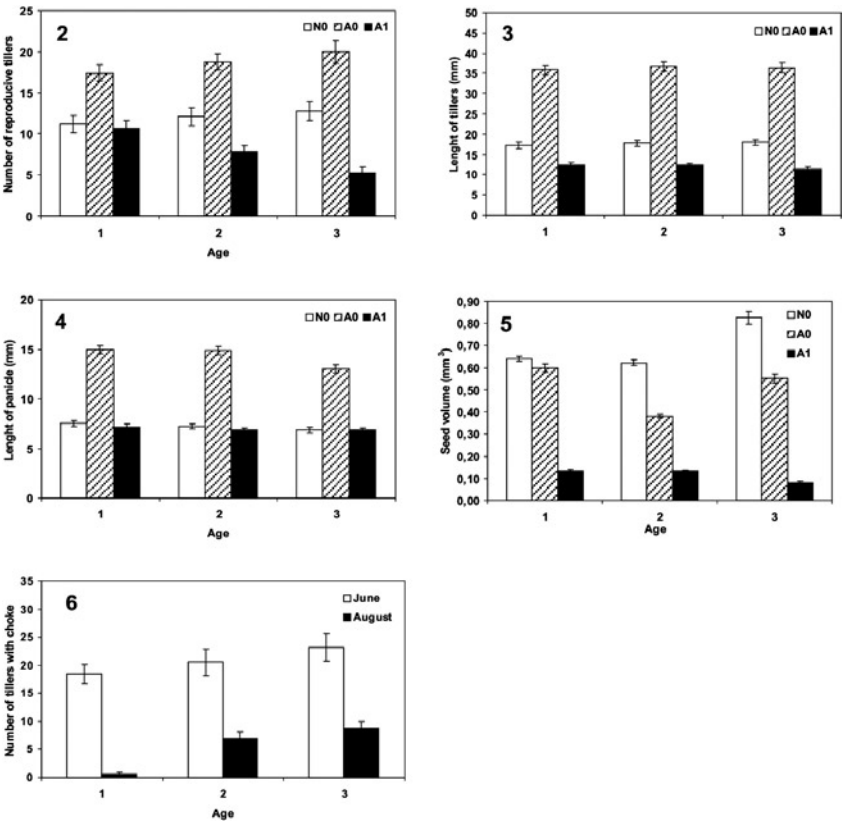 2
N0 A0 A1
Number of reproductive tillers
25
20
15
10
5
0
1 2 3
Age
3
N0 A0 A1
Lenght of tillers (mm)
50
45
40
35
30
25
20
15
10
5
0
1 2 3
Age
4
N0 A0 A1
Lenght of panicle (mm)
20
15
10
5
0
1 2 3
Age
5
N0
A0
A1
Seed volume (mm³)
0,90
0,80
0,70
0,60
0,50
0,40
0,30
0,20
0,10
0,00
1 2 3
Age
6
June
August
Number of tillers with choke
35
30
25
20
15
10
5
0
1 2 3
Age